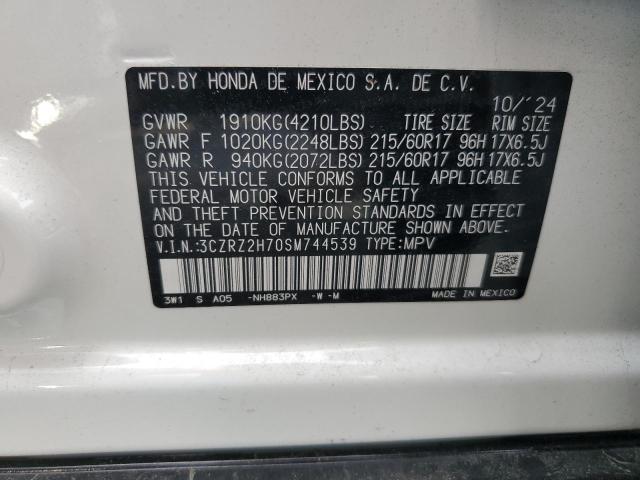 MFD.BY HONDA DE MEXICO S.A. DE C.V.
10/'24
GVWR 1910KG(4210LBS) TIRE SIZE RIM SIZE
GAWR F 1020KG(2248LBS) 215/60R17 96H 17X6.5J
GAWR R 940KG(2072LBS) 215/60R17 96H 17X6.5J
THIS VEHICLE CONFORMS TO ALL APPLICABLE
FEDERAL MOTOR VEHICLE SAFETY
AND THEFT PREVENTION STANDARDS IN EFFECT
ON THE DATE OF MANUFACTURE SHOWN ABOVE.
V.I.N.:3CZRZ2H70SM744539 TYPE:MPV
3W1 S A05 -NH883PX -W-M MADE IN MEXICO